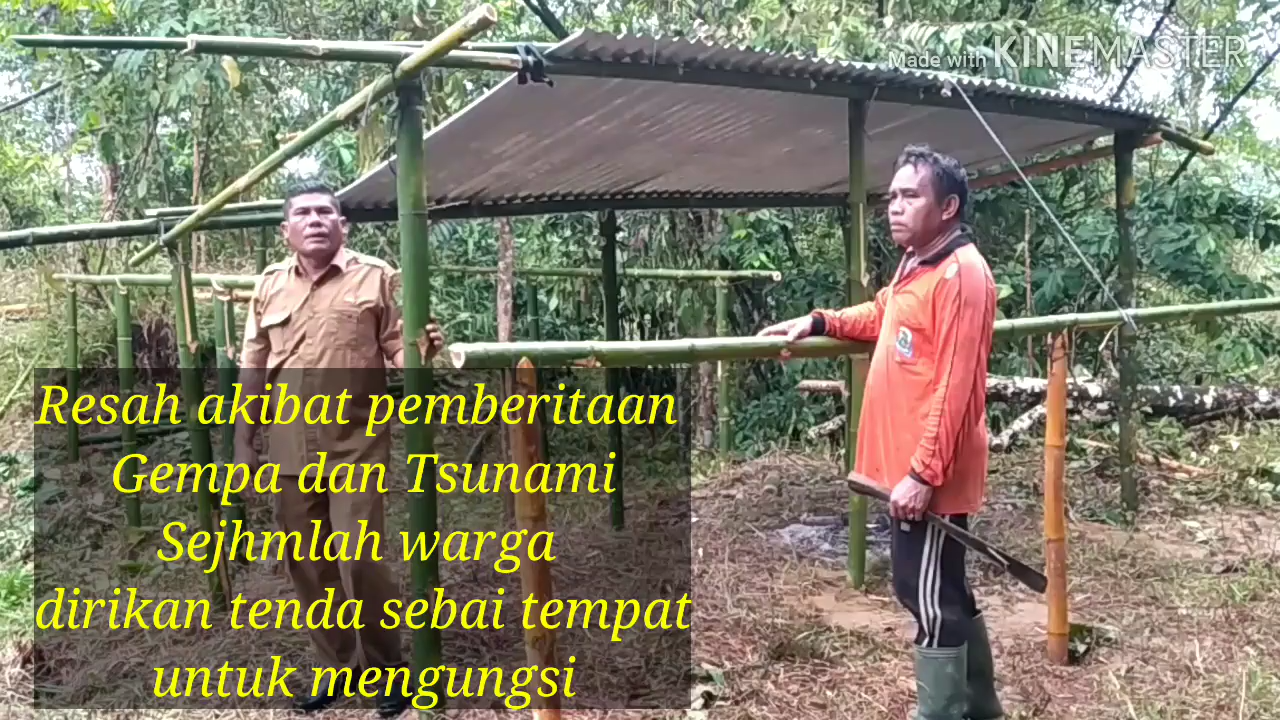 Made with KINEMASTER
Resah akibat pemberitaan
Gempa dan Tsunami
Sejhmlah warga
dirikan tenda sebai tempat
untuk mengungsi